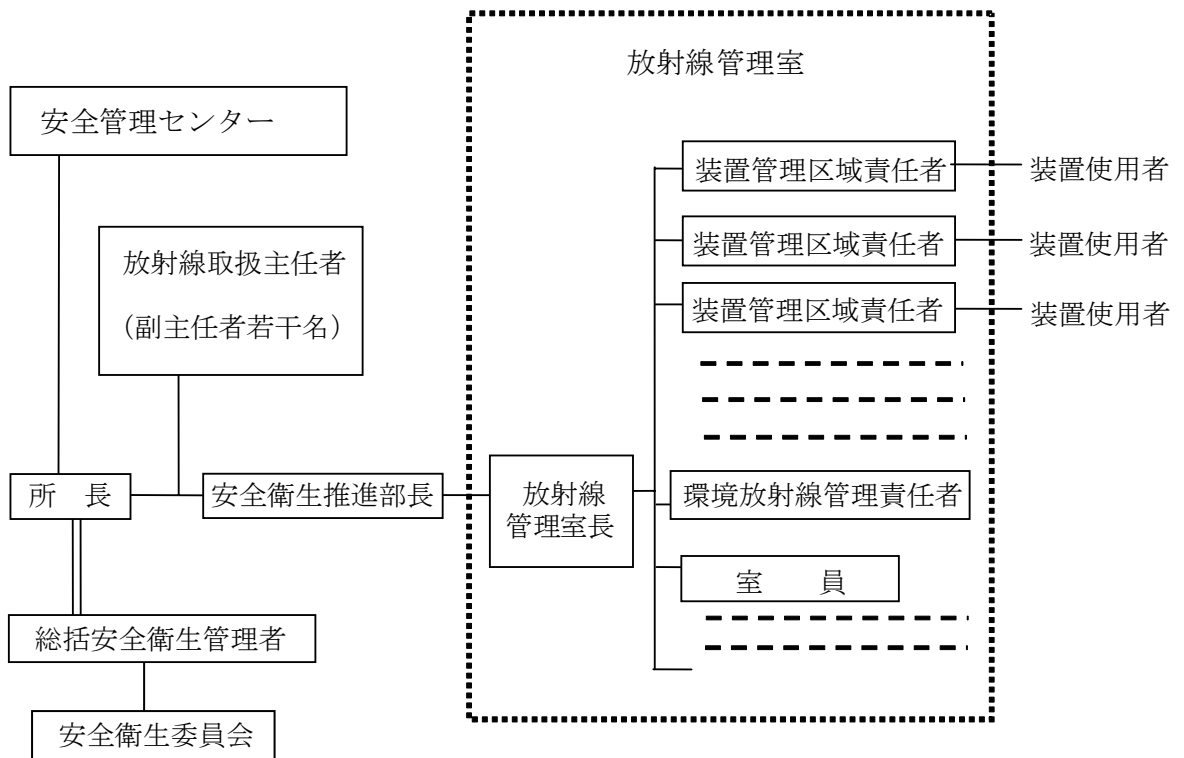 放射線管理室
安全管理センター
装置管理区域責任者
装置使用者
放射線取扱主任者
(副主任者若干名)
装置管理区域責任者
装置使用者
装置管理区域責任者
装置使用者
所 長
安全衛生推進部長
放射線
管理室長
環境放射線管理責任者
室 員
総括安全衛生管理者
安全衛生委員会